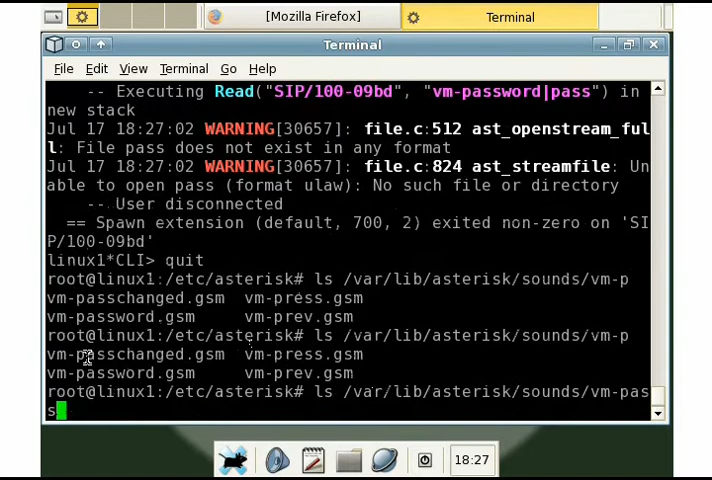 [Mozilla Firefox]
Terminal
Terminal
File Edit View Terminal Go Help
-- Executing Read("SIP/100-09bd", "vm-password|pass") in
new stack
Jul 17 18:27:02 WARNING[30657]: file.c:512 ast_openstream_ful
l: File pass does not exist in any format
Jul 17 18:27:02 WARNING[30657]: file.c:824 ast_streamfile: Un
able to open pass (format ulaw): No such file or directory
-- User disconnected
== Spawn extension (default, 700, 2) exited non-zero on 'SI
P/100-09bd'
linux1*CLI> quit
root@linux1:/etc/asterisk# ls /var/lib/asterisk/sounds/vm-p
vm-passchanged.gsm vm-press.gsm
vm-password.gsm vm-prev.gsm
root@linux1:/etc/asterisk# ls /var/lib/asterisk/sounds/vm-p
vm-passchanged.gsm vm-press.gsm
vm-password.gsm vm-prev.gsm
root@linux1:/etc/asterisk# ls /var/lib/asterisk/sounds/vm-pas
s
18:27